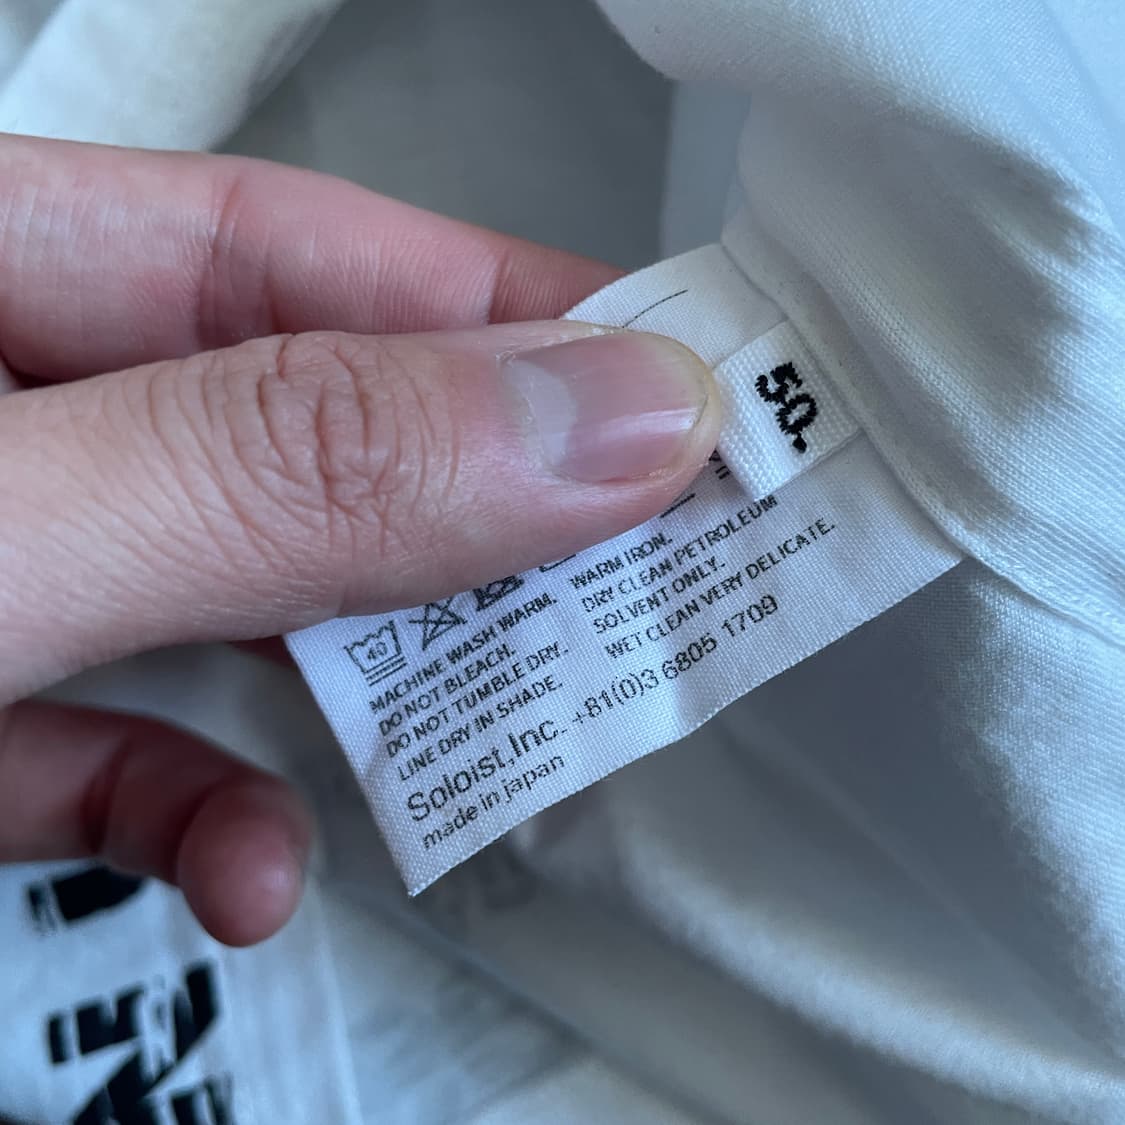 50.
40
MACHINE WASH WARM.
DO NOT BLEACH.
DO NOT TUMBLE DRY.
LINE DRY IN SHADE.
WARM IRON.
DRY CLEAN PETROLEUM
SOLVENT ONLY.
WET CLEAN VERY DELICATE.
Soloist,Inc. +81(0)3 6805 1709
made in japan